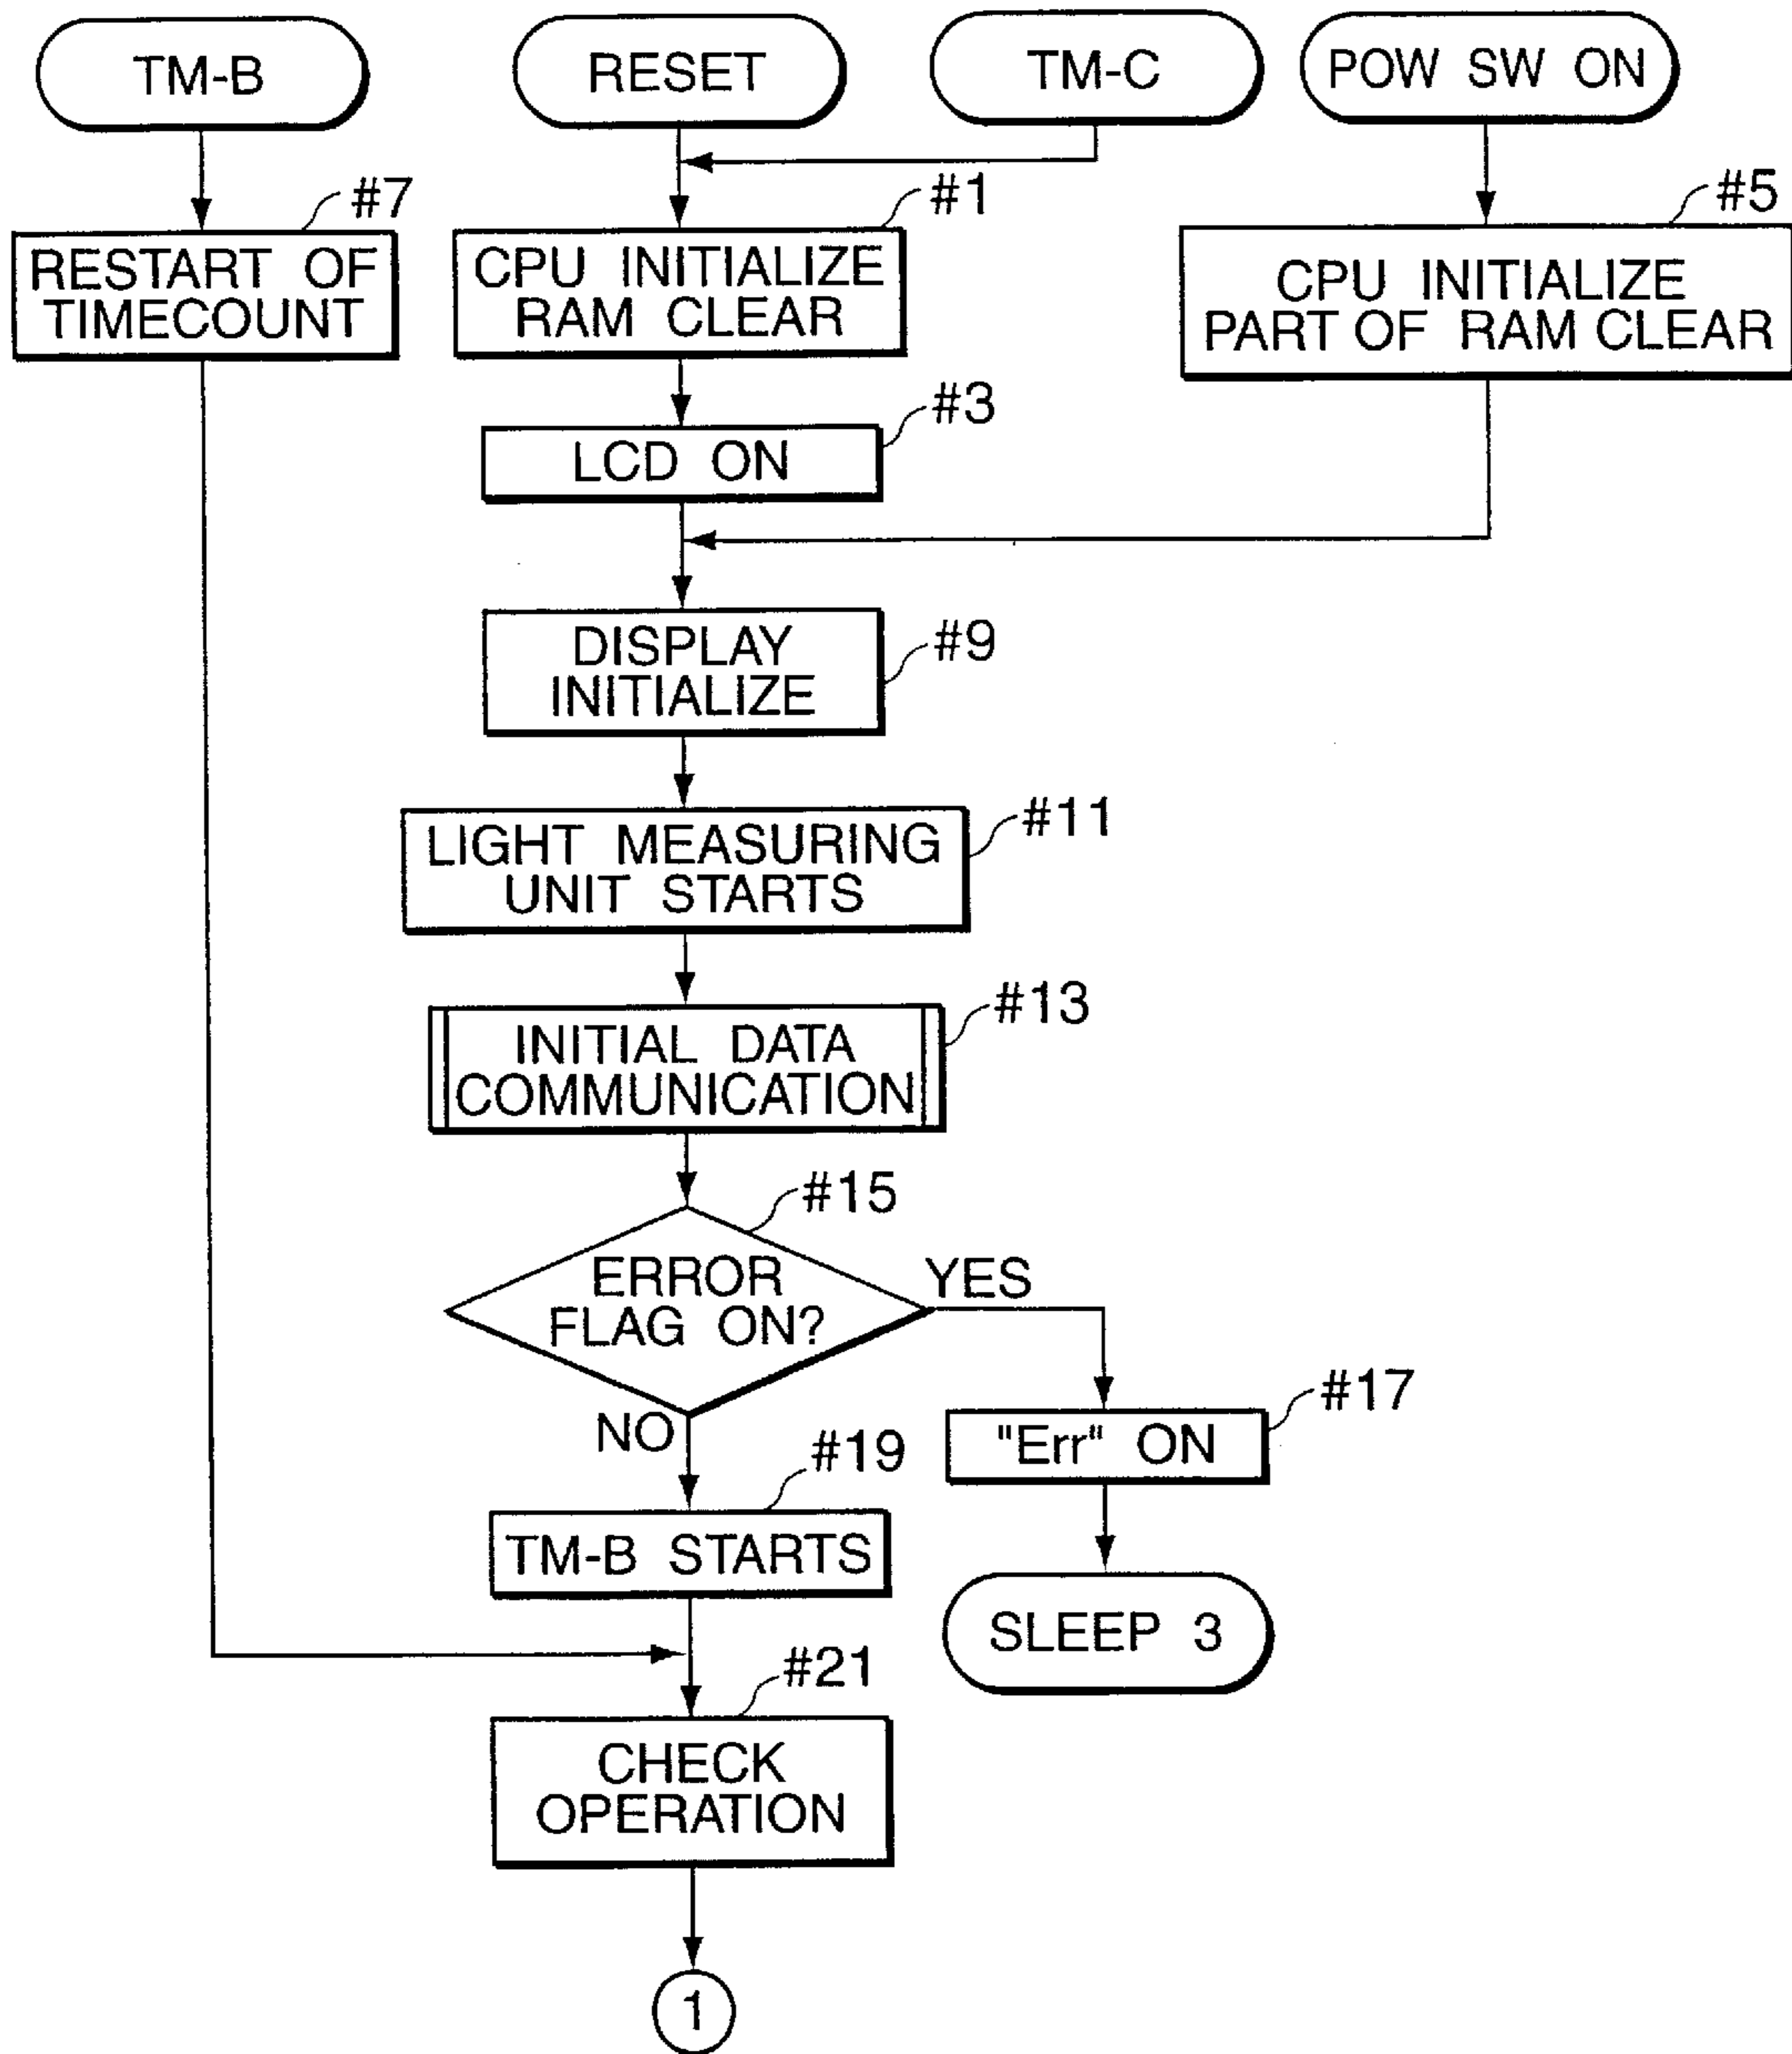 TM-B
RESET
TM-C
POW SW ON
#7
#1
#5
RESTART OF
TIMECOUNT
CPU INITIALIZE
RAM CLEAR
CPU INITIALIZE
PART OF RAM CLEAR
#3
LCD ON
#9
DISPLAY
INITIALIZE
#11
LIGHT MEASURING
UNIT STARTS
#13
INITIAL DATA
COMMUNICATION
#15
ERROR
FLAG ON?
YES
NO
#17
"Err" ON
#19
TM-B STARTS
SLEEP 3
#21
CHECK
OPERATION
1